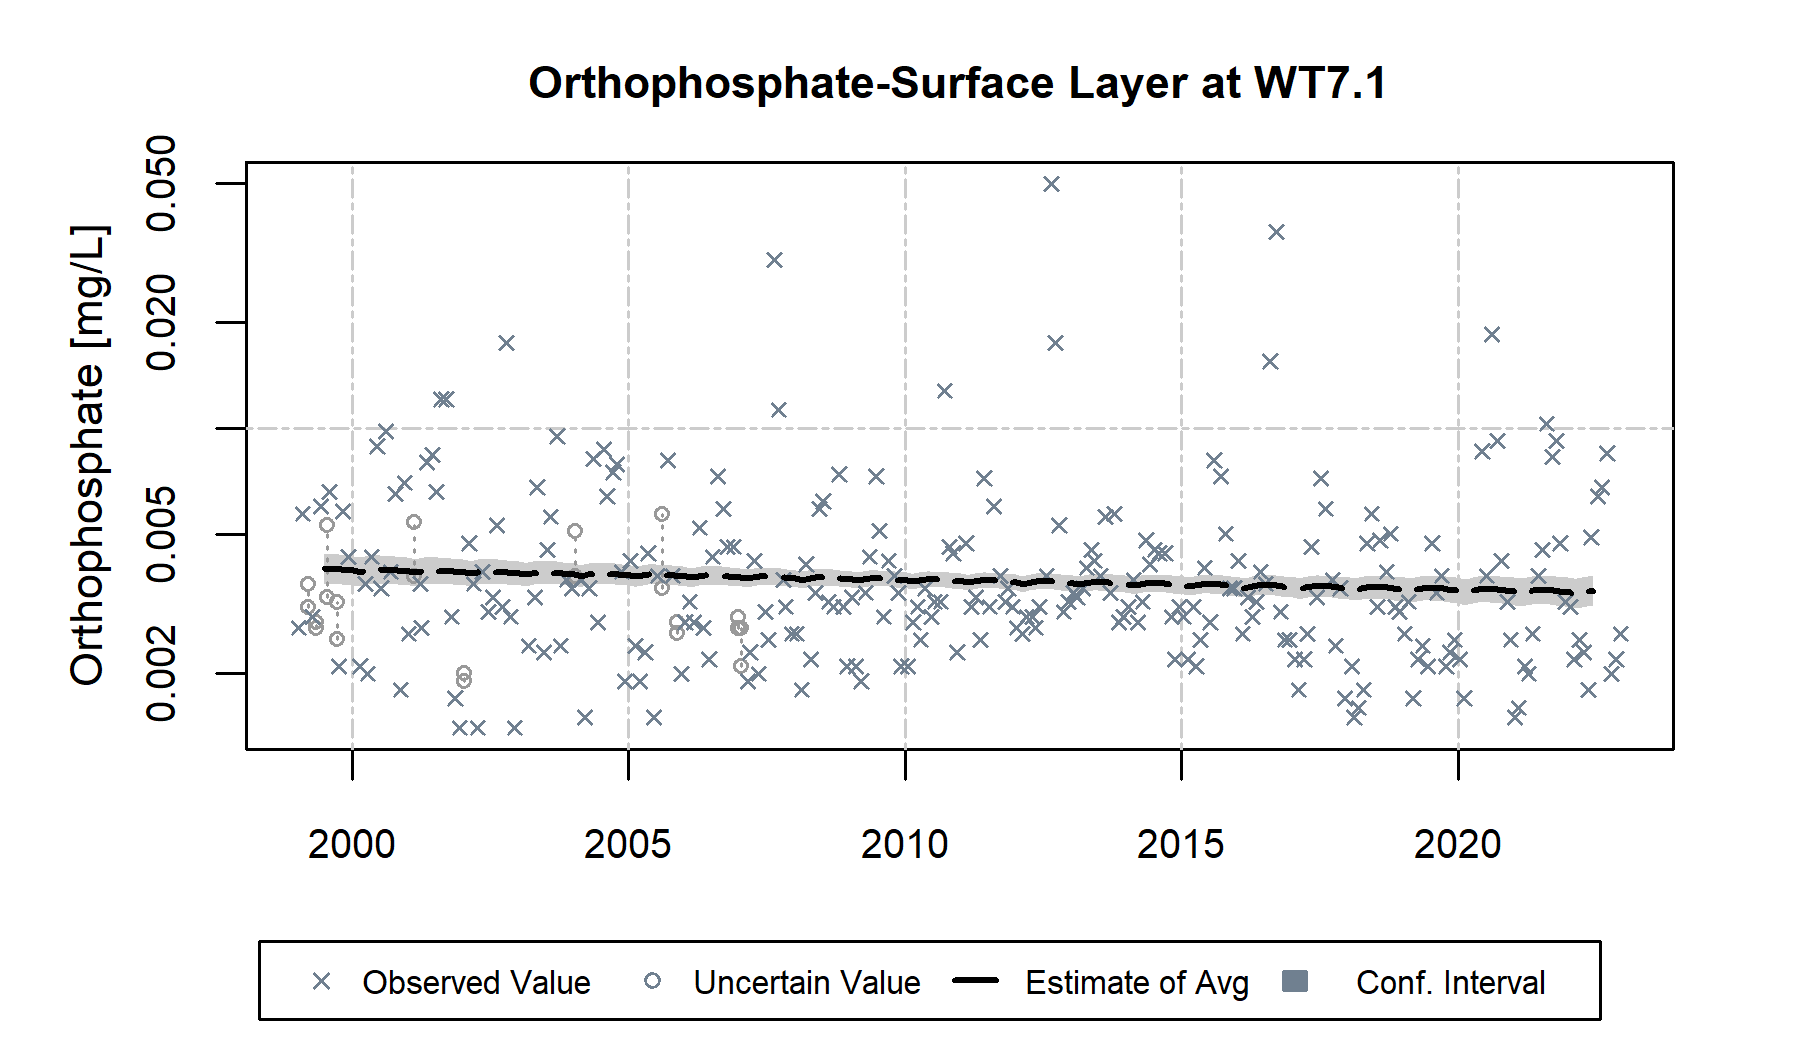 Orthophosphate-Surface Layer at WT7.1
Orthophosphate [mg/L]
0.050
0.020
0.005
0.002
2000 2005 2010 2015 2020
Observed Value Uncertain Value Estimate of Avg Conf. Interval